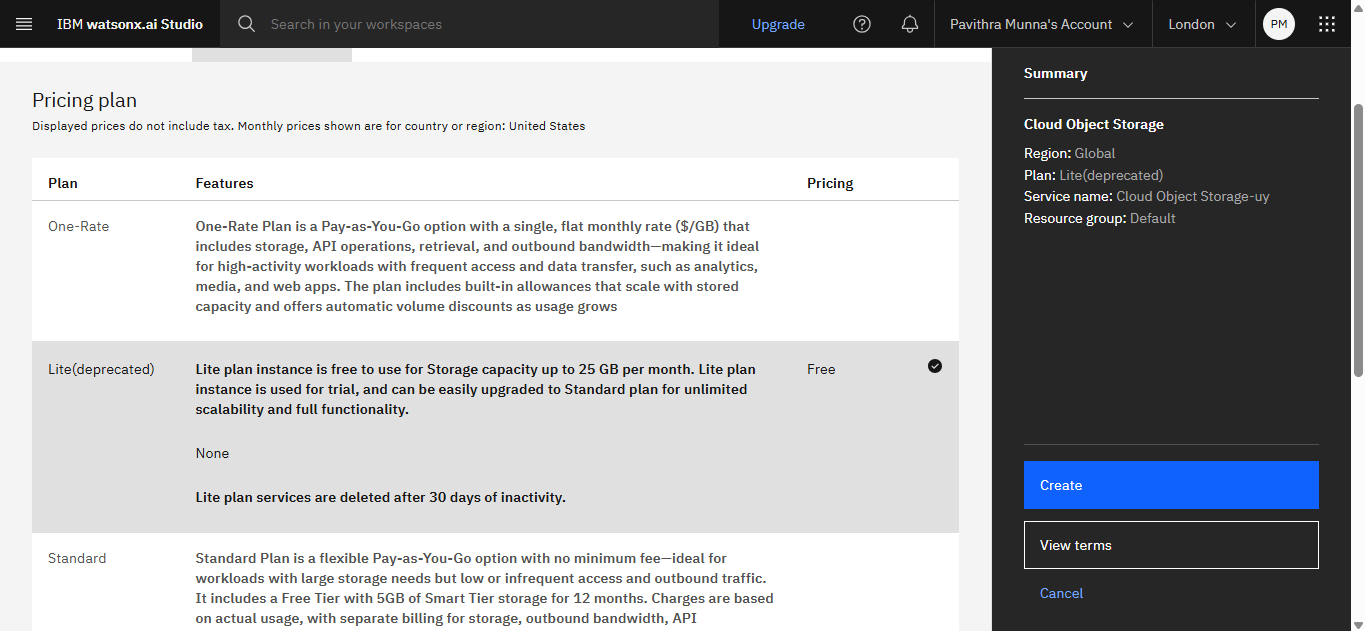 IBM watsonx.ai Studio
Search in your workspaces
Upgrade
Pavithra Munna's Account
London
PM
Pricing plan
Displayed prices do not include tax. Monthly prices shown are for country or region: United States
Plan Features Pricing
One-Rate
One-Rate Plan is a Pay-as-You-Go option with a single, flat monthly rate ($/GB) that
includes storage, API operations, retrieval, and outbound bandwidth—making it ideal
for high-activity workloads with frequent access and data transfer, such as analytics,
media, and web apps. The plan includes built-in allowances that scale with stored
capacity and offers automatic volume discounts as usage grows
Lite(deprecated)
Lite plan instance is free to use for Storage capacity up to 25 GB per month. Lite plan
instance is used for trial, and can be easily upgraded to Standard plan for unlimited
scalability and full functionality.
None
Lite plan services are deleted after 30 days of inactivity.
Free
Standard
Standard Plan is a flexible Pay-as-You-Go option with no minimum fee—ideal for
workloads with large storage needs but low or infrequent access and outbound traffic.
It includes a Free Tier with 5GB of Smart Tier storage for 12 months. Charges are based
on actual usage, with separate billing for storage, outbound bandwidth, API
Summary
Cloud Object Storage
Region: Global
Plan: Lite(deprecated)
Service name: Cloud Object Storage-uy
Resource group: Default
Create
View terms
Cancel